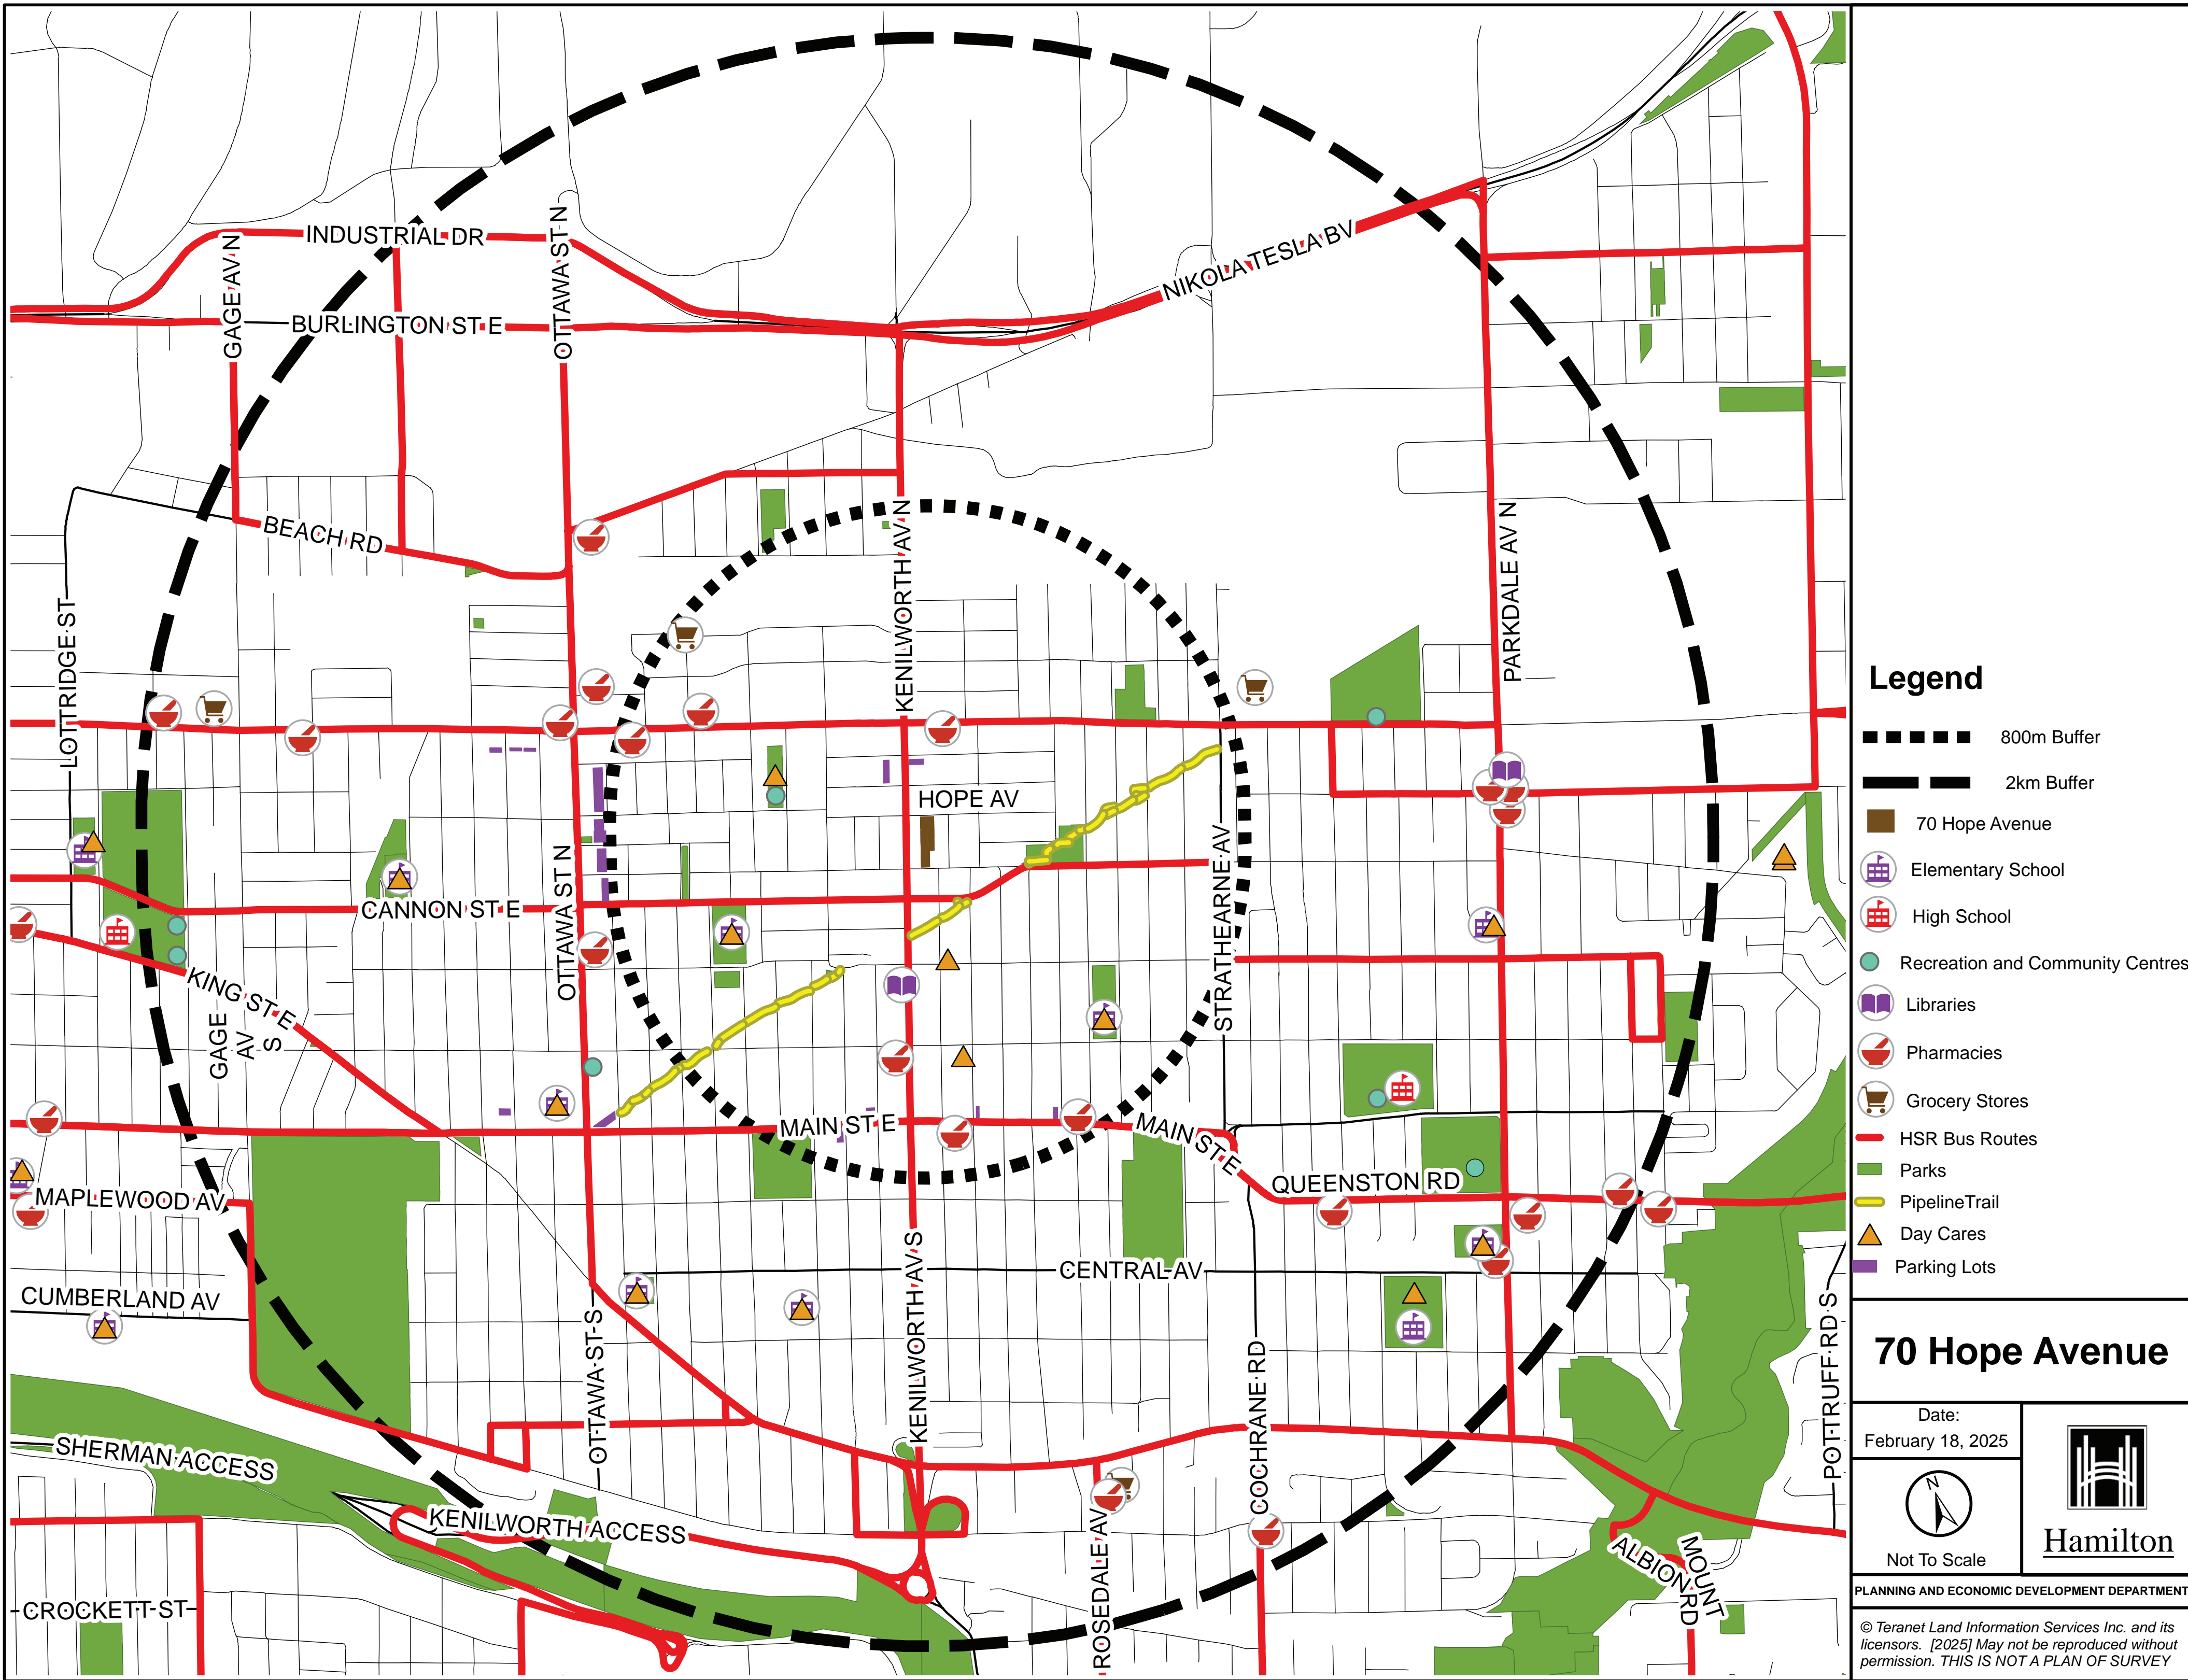 INDUSTRIAL DR
OTTAWA ST N
GAGE AV N
NIKOLA TESLA BV
BURLINGTON ST E
BEACH RD
KENILWORTH AV N
PARKDALE AV N
LOTTRIDGE ST
HOPE AV
OTTAWA ST N
STRATHEARNE AV
CANNON ST E
KING ST E
GAGE
AV
S
MAIN ST E
MAIN ST E
QUEENSTON RD
MAPLEWOOD AV
KENILWORTH AV S
CENTRAL AV
CUMBERLAND AV
OTTAWA ST S
COCHRANE RD
POTTRUFF RD S
SHERMAN ACCESS
KENILWORTH ACCESS
ROSEDALE AV
MOUNT
ALBION RD
CROCKETT ST
Legend
800m Buffer
2km Buffer
70 Hope Avenue
Elementary School
High School
Recreation and Community Centres
Libraries
Pharmacies
Grocery Stores
HSR Bus Routes
Parks
PipelineTrail
Day Cares
Parking Lots
70 Hope Avenue
Date:
February 18, 2025
N
Not To Scale
Hamilton
PLANNING AND ECONOMIC DEVELOPMENT DEPARTMENT
© Teranet Land Information Services Inc. and its
licensors. [2025] May not be reproduced without
permission. THIS IS NOT A PLAN OF SURVEY